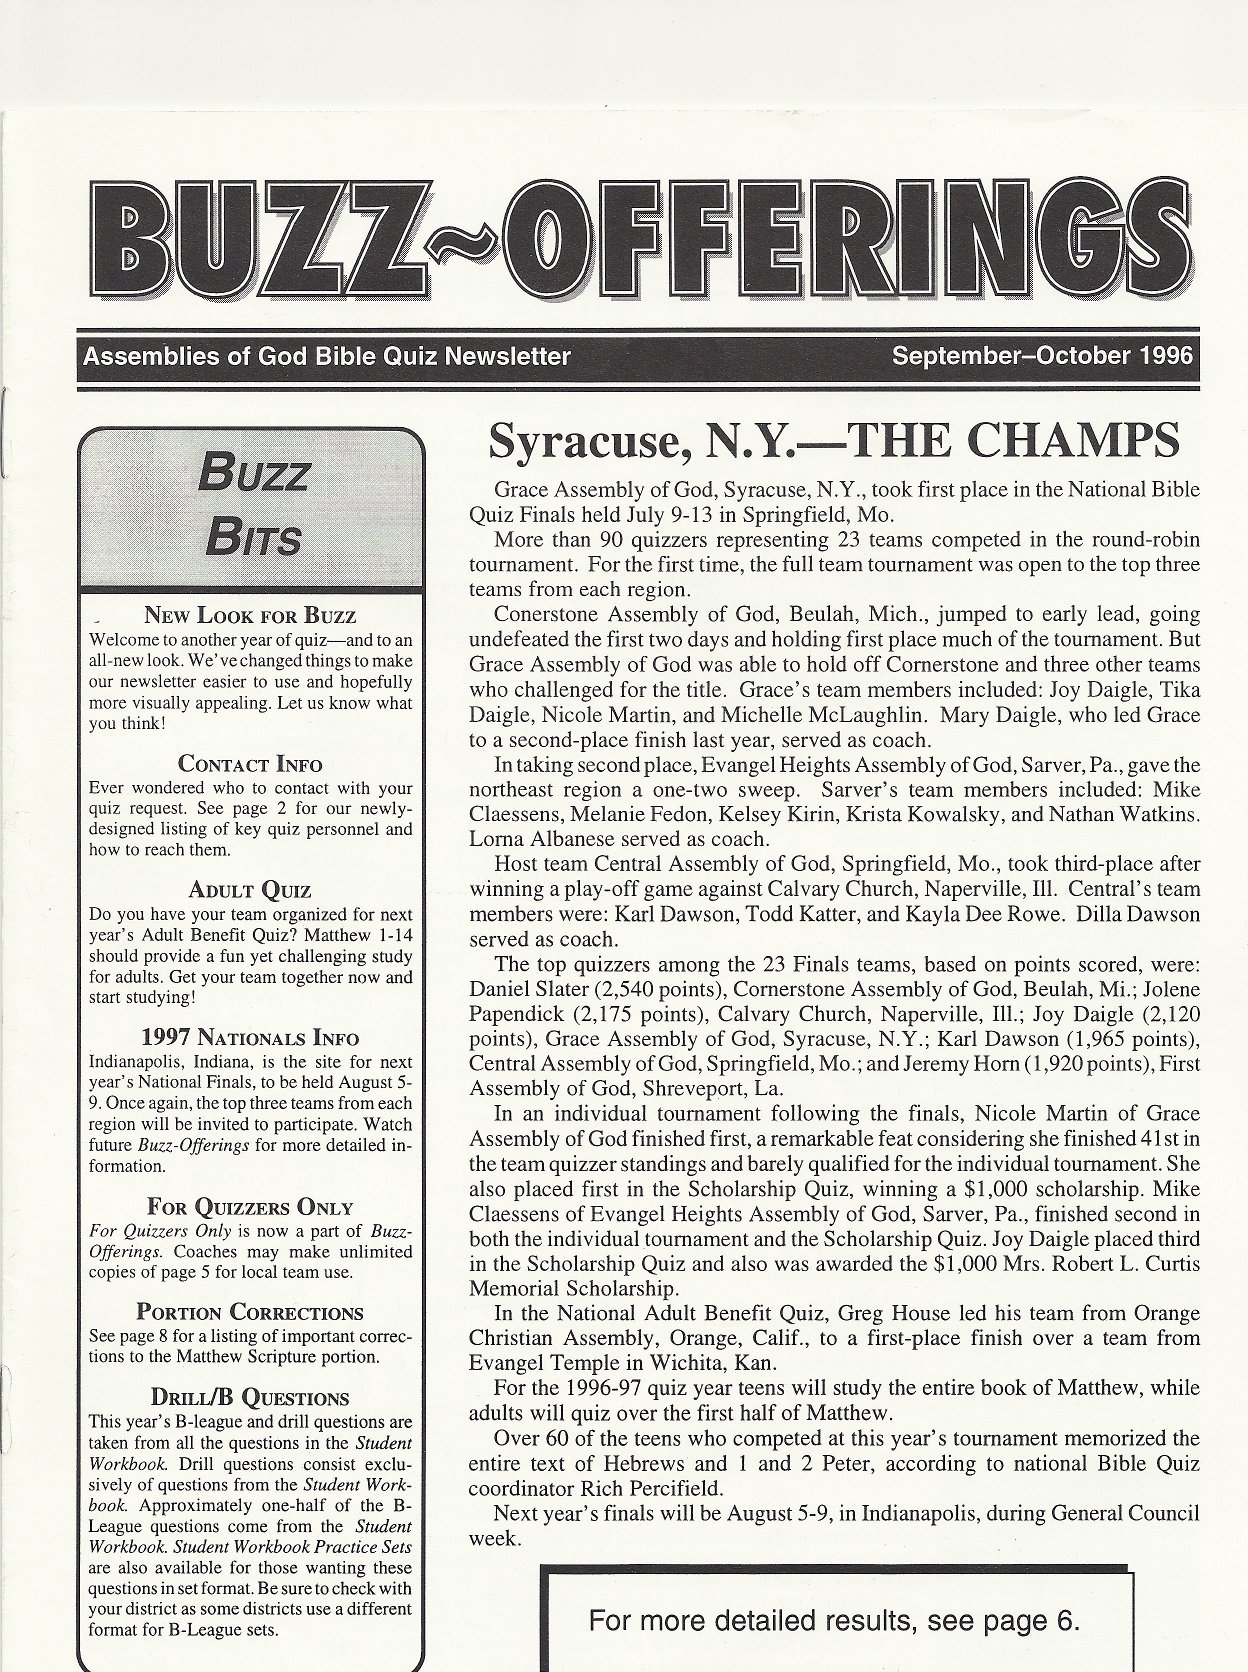 BUZZ~OFFERINGS
Assemblies of God Bible Quiz Newsletter September–October 1996
BUZZ
BITS
NEW LOOK FOR BUZZ
Welcome to another year of quiz—and to an
all-new look. We've changed things to make
our newsletter easier to use and hopefully
more visually appealing. Let us know what
you think!
CONTACT INFO
Ever wondered who to contact with your
quiz request. See page 2 for our newly-
designed listing of key quiz personnel and
how to reach them.
ADULT QUIZ
Do you have your team organized for next
year's Adult Benefit Quiz? Matthew 1-14
should provide a fun yet challenging study
for adults. Get your team together now and
start studying!
1997 NATIONALS INFO
Indianapolis, Indiana, is the site for next
year's National Finals, to be held August 5-
9. Once again, the top three teams from each
region will be invited to participate. Watch
future Buzz-Offerings for more detailed in-
formation.
FOR QUIZZERS ONLY
For Quizzers Only is now a part of Buzz-
Offerings. Coaches may make unlimited
copies of page 5 for local team use.
PORTION CORRECTIONS
See page 8 for a listing of important correc-
tions to the Matthew Scripture portion.
DRILL/B QUESTIONS
This year's B-league and drill questions are
taken from all the questions in the Student
Workbook. Drill questions consist exclu-
sively of questions from the Student Work-
book. Approximately one-half of the B-
League questions come from the Student
Workbook. Student Workbook Practice Sets
are also available for those wanting these
questions in set format. Be sure to check with
your district as some districts use a different
format for B-League sets.
Syracuse, N.Y.—THE CHAMPS
Grace Assembly of God, Syracuse, N.Y., took first place in the National Bible
Quiz Finals held July 9-13 in Springfield, Mo.
More than 90 quizzers representing 23 teams competed in the round-robin
tournament. For the first time, the full team tournament was open to the top three
teams from each region.
Conerstone Assembly of God, Beulah, Mich., jumped to early lead, going
undefeated the first two days and holding first place much of the tournament. But
Grace Assembly of God was able to hold off Cornerstone and three other teams
who challenged for the title. Grace's team members included: Joy Daigle, Tika
Daigle, Nicole Martin, and Michelle McLaughlin. Mary Daigle, who led Grace
to a second-place finish last year, served as coach.
In taking second place, Evangel Heights Assembly of God, Sarver, Pa., gave the
northeast region a one-two sweep. Sarver's team members included: Mike
Claessens, Melanie Fedon, Kelsey Kirin, Krista Kowalsky, and Nathan Watkins.
Lorna Albanese served as coach.
Host team Central Assembly of God, Springfield, Mo., took third-place after
winning a play-off game against Calvary Church, Naperville, Ill. Central's team
members were: Karl Dawson, Todd Katter, and Kayla Dee Rowe. Dilla Dawson
served as coach.
The top quizzers among the 23 Finals teams, based on points scored, were:
Daniel Slater (2,540 points), Cornerstone Assembly of God, Beulah, Mi.; Jolene
Papendick (2,175 points), Calvary Church, Naperville, Ill.; Joy Daigle (2,120
points), Grace Assembly of God, Syracuse, N.Y.; Karl Dawson (1,965 points),
Central Assembly of God, Springfield, Mo.; and Jeremy Horn (1,920 points), First
Assembly of God, Shreveport, La.
In an individual tournament following the finals, Nicole Martin of Grace
Assembly of God finished first, a remarkable feat considering she finished 41st in
the team quizzer standings and barely qualified for the individual tournament. She
also placed first in the Scholarship Quiz, winning a $1,000 scholarship. Mike
Claessens of Evangel Heights Assembly of God, Sarver, Pa., finished second in
both the individual tournament and the Scholarship Quiz. Joy Daigle placed third
in the Scholarship Quiz and also was awarded the $1,000 Mrs. Robert L. Curtis
Memorial Scholarship.
In the National Adult Benefit Quiz, Greg House led his team from Orange
Christian Assembly, Orange, Calif., to a first-place finish over a team from
Evangel Temple in Wichita, Kan.
For the 1996-97 quiz year teens will study the entire book of Matthew, while
adults will quiz over the first half of Matthew.
Over 60 of the teens who competed at this year's tournament memorized the
entire text of Hebrews and 1 and 2 Peter, according to national Bible Quiz
coordinator Rich Percifield.
Next year's finals will be August 5-9, in Indianapolis, during General Council
week.
For more detailed results, see page 6.